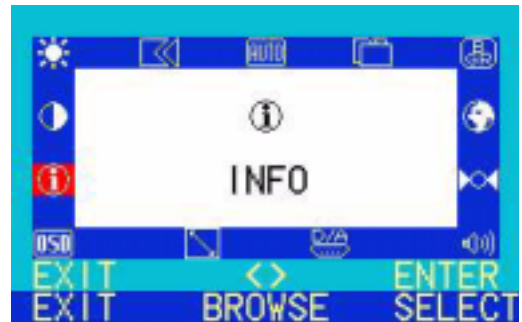 AUTO
i
i
INFO
OSD
D/A
EXIT <> ENTER
EXIT BROWSE SELECT